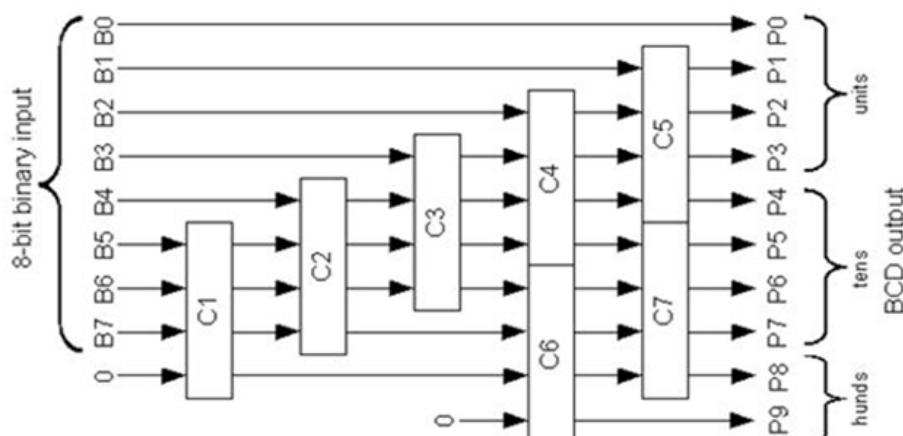 8-bit binary input
B0
B1
B2
B3
B4
B5
B6
B7
0
0
C1
C2
C3
C4
C6
C5
C7
P0
P1
P2
P3
P4
P5
P6
P7
P8
P9
units
tens
hunds
BCD output